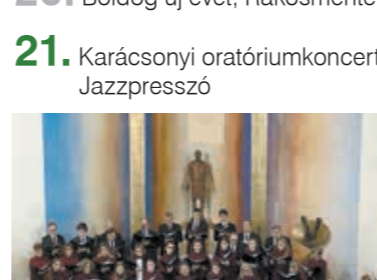 Boldog új évet, Rákosmente
21. Karácsonyi oratóriumkoncert
Jazzpresszó